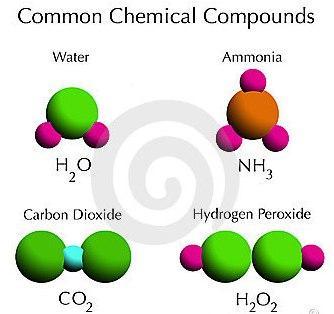 Common Chemical Compounds
Water
Ammonia
H₂O
NH₃
Carbon Dioxide
Hydrogen Peroxide
CO₂
H₂O₂